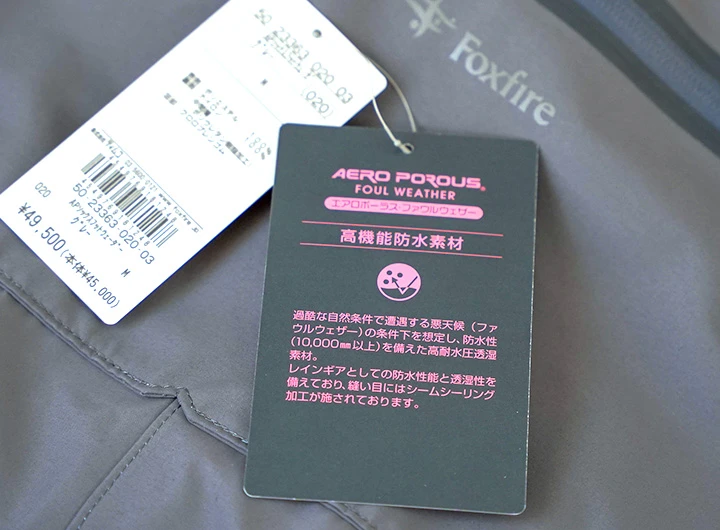 Foxfire
50 23363 020 03
020
50 23363 020 03
020
M
¥49,500(本体¥45,000)
AERO POROUS®
FOUL WEATHER
エアロポーラス・ファウルウェザー
高機能防水素材
過酷な自然条件で遭遇する悪天候(ファ
ウルウェザー)の条件下を想定し、防水性
(10,000㎜以上)を備えた高耐水圧透湿
素材。
レインギアとしての防水性能と透湿性を
備えており、縫い目にはシームシーリング
加工が施されております。